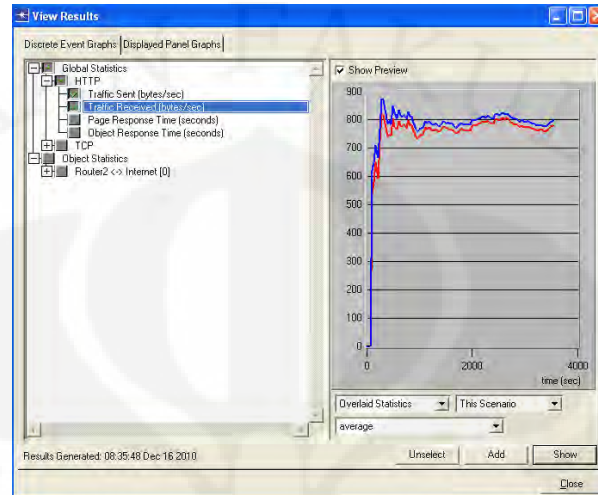 View Results
Discrete Event Graphs Displayed Panel Graphs
Global Statistics
HTTP
Traffic Sent (bytes/sec)
Traffic Received (bytes/sec)
Page Response Time (seconds)
Object Response Time (seconds)
TCP
Object Statistics
Router2 <-> Internet [0]
Show Preview
900
800
700
600
500
400
300
200
100
0
0 2000 4000
time (sec)
Overlaid Statistics This Scenario
average
Results Generated: 08:35:48 Dec 16 2010 Unselect Add Show
Close